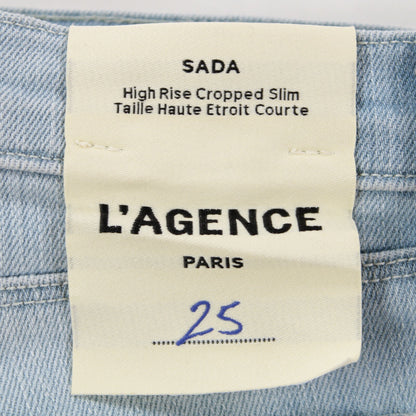 SADA
High Rise Cropped Slim
Taille Haute Etroit Courte
L'AGENCE
PARIS
25